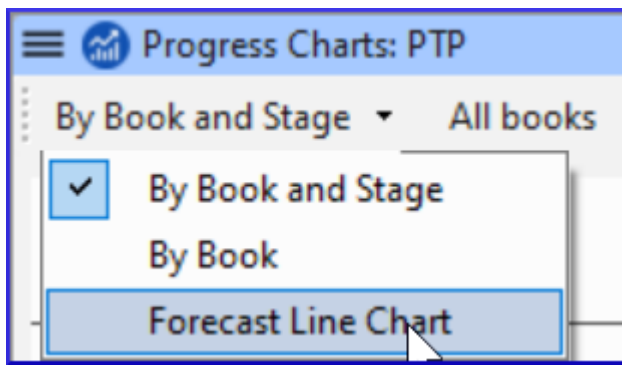 Progress Charts: PTP
By Book and Stage All books
By Book and Stage
By Book
Forecast Line Chart